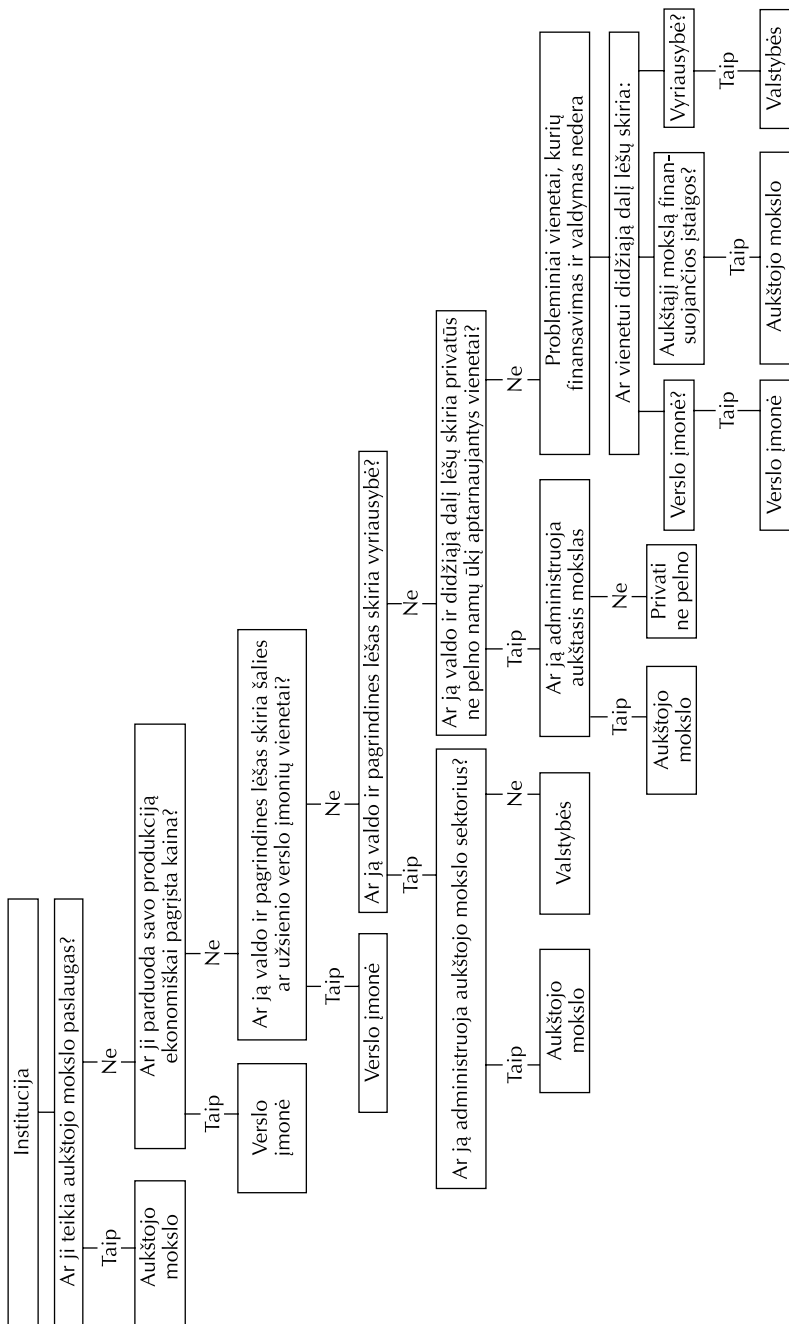 Institucija
Ar ji teikia aukštojo mokslo paslaugas?
Taip
Ne
Aukštojo
mokslo
Ar ji parduoda savo produkciją
ekonomiškai pagrįsta kaina?
Taip
Ne
Verslo
įmonė
Ar ją valdo ir pagrindines lėšas skiria šalies
ar užsienio verslo įmonių vienetai?
Taip
Ne
Verslo įmonė
Ar ją valdo ir pagrindines lėšas skiria vyriausybė?
Taip
Ne
Ar ją administruoja aukštojo mokslo sektorius?
Taip
Ne
Aukštojo
mokslo
Valstybės
Ar ją valdo ir didžiąją dalį lėšų skiria privatūs
ne pelno namų ūkį aptarnaujantys vienetai?
Taip
Ne
Ar ją administruoja
aukštasis mokslas
Taip
Ne
Aukštojo
mokslo
Privati
ne pelno
Probleminiai vienetai, kurių
finansavimas ir valdymas nedera
Ar vienetui didžiąją dalį lėšų skiria:
Verslo įmonė?
Aukštąjį mokslą finan-
suojančios įstaigos?
Vyriausybė?
Taip
Taip
Taip
Verslo įmonė
Aukštojo mokslo
Valstybės